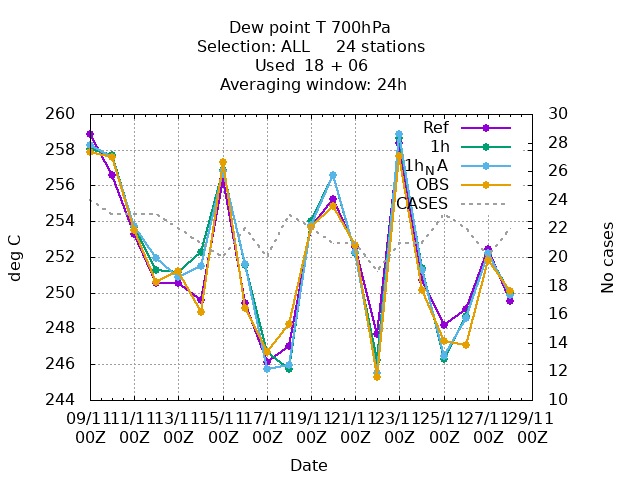 Dew point T 700hPa
Selection: ALL     24 stations
Used  18 + 06
Averaging window: 24h
260
258
256
254
252
250
248
246
244
30
28
26
24
22
20
18
16
14
12
10
deg C
No cases
Ref
1h
1hNA
OBS
CASES
09/11 11/11 13/11 15/11 17/11 19/11 21/11 23/11 25/11 27/11 29/11
00Z 00Z 00Z 00Z 00Z 00Z 00Z 00Z 00Z 00Z 00Z
Date